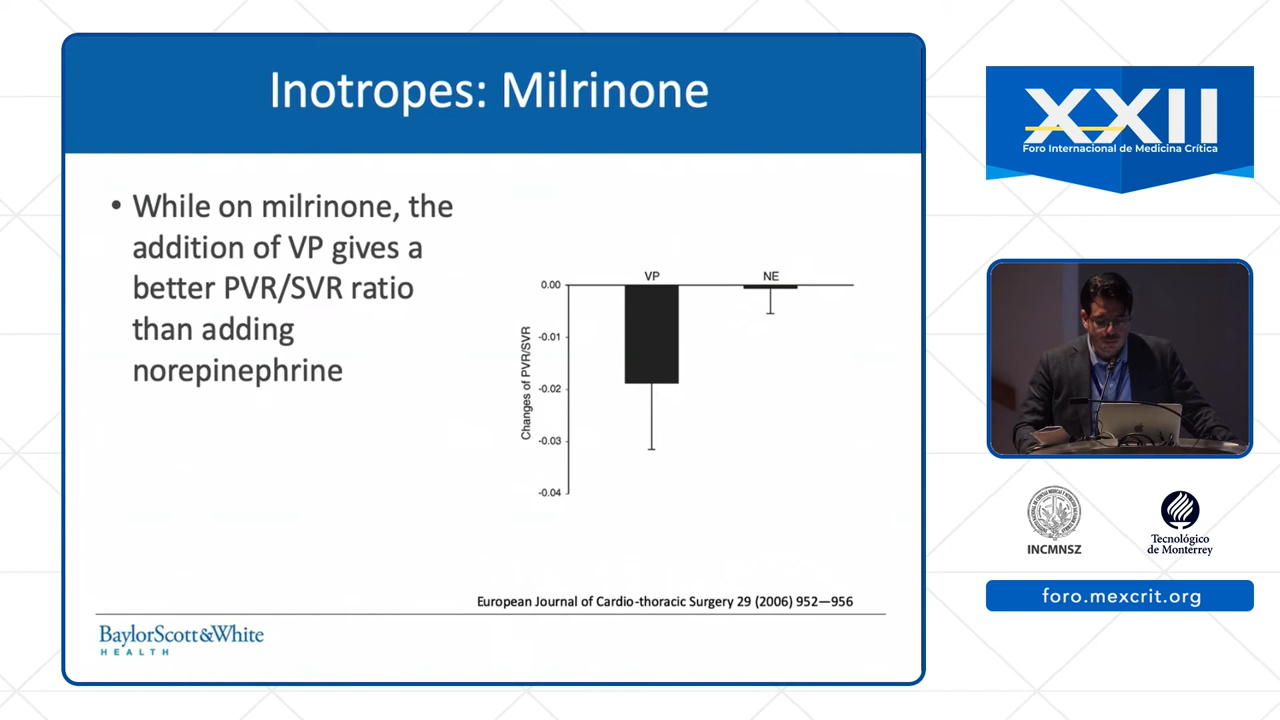 Inotropes: Milrinone
• While on milrinone, the
addition of VP gives a
better PVR/SVR ratio
than adding
norepinephrine
VP
NE
0.00
-0.01
-0.02
-0.03
-0.04
Changes of PVR/SVR
European Journal of Cardio-thoracic Surgery 29 (2006) 952—956
BaylorScott&White
HEALTH
XXII
Foro Internacional de Medicina Crítica
INCMNSZ
Tecnológico
de Monterrey
foro.mexcrit.org